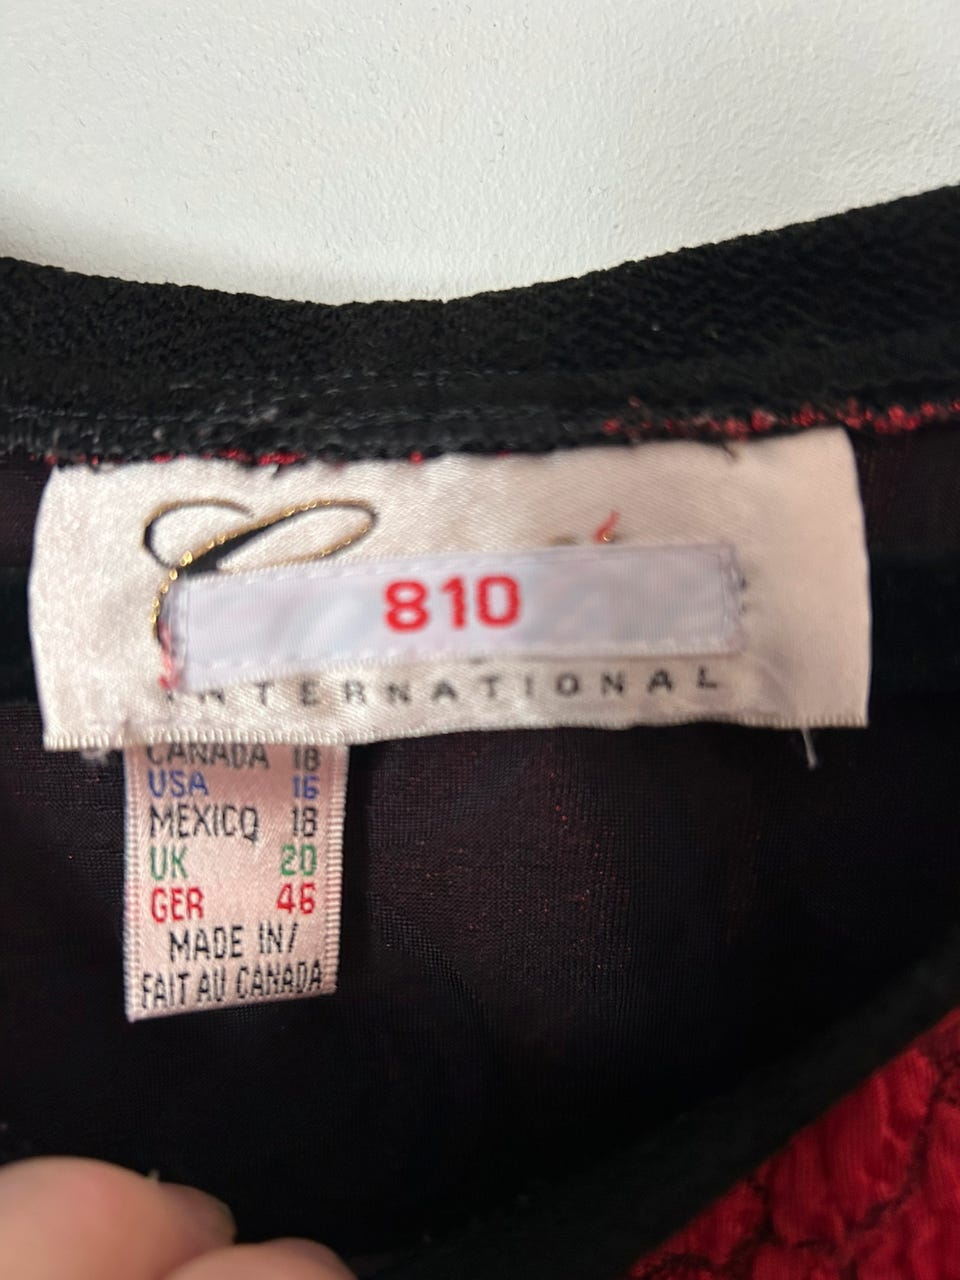 810
INTERNATIONAL
CANADA 18
USA 16
MEXICO 18
UK 20
GER 46
MADE IN/
FAIT AU CANADA